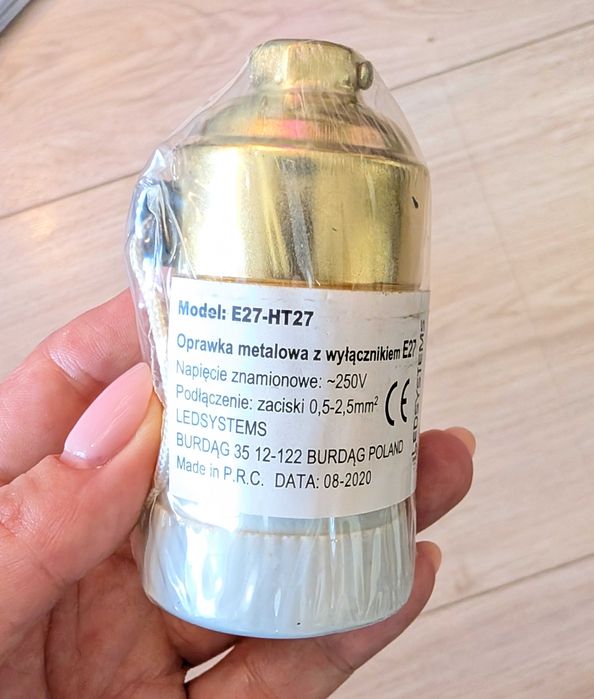 Model: E27-HT27
Oprawka metalowa z wyłącznikiem E27
Napięcie znamionowe: ~250V
Podłączenie: zaciski 0,5-2,5mm²
CE
LEDSYSTEMS
BURDĄG 35 12-122 BURDĄG POLAND
Made in P.R.C. DATA: 08-2020
LEDSYSTEMS